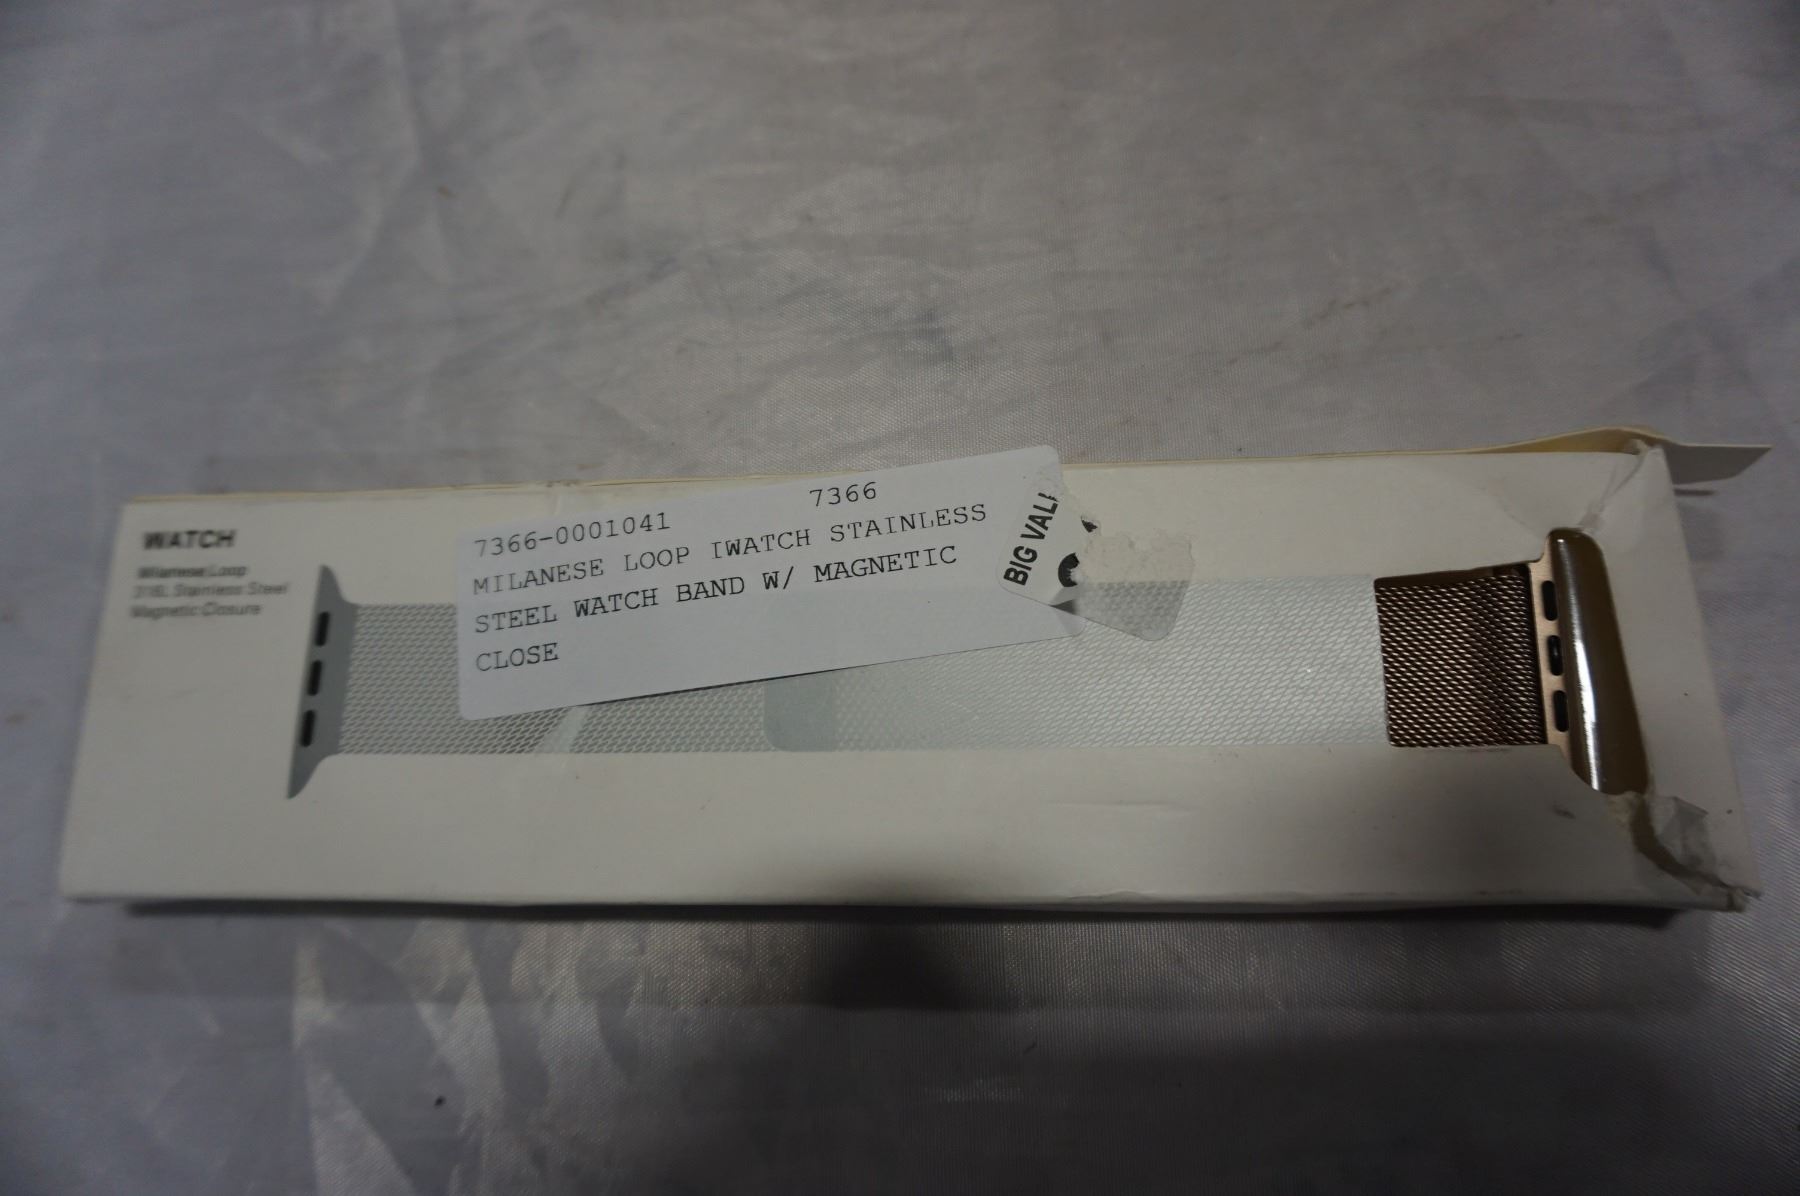 WATCH
Milanese Loop
316L Stainless Steel
Magnetic Closure
7366-0001041 7366
MILANESE LOOP IWATCH STAINLESS
STEEL WATCH BAND W/ MAGNETIC
CLOSE
BIG VALL